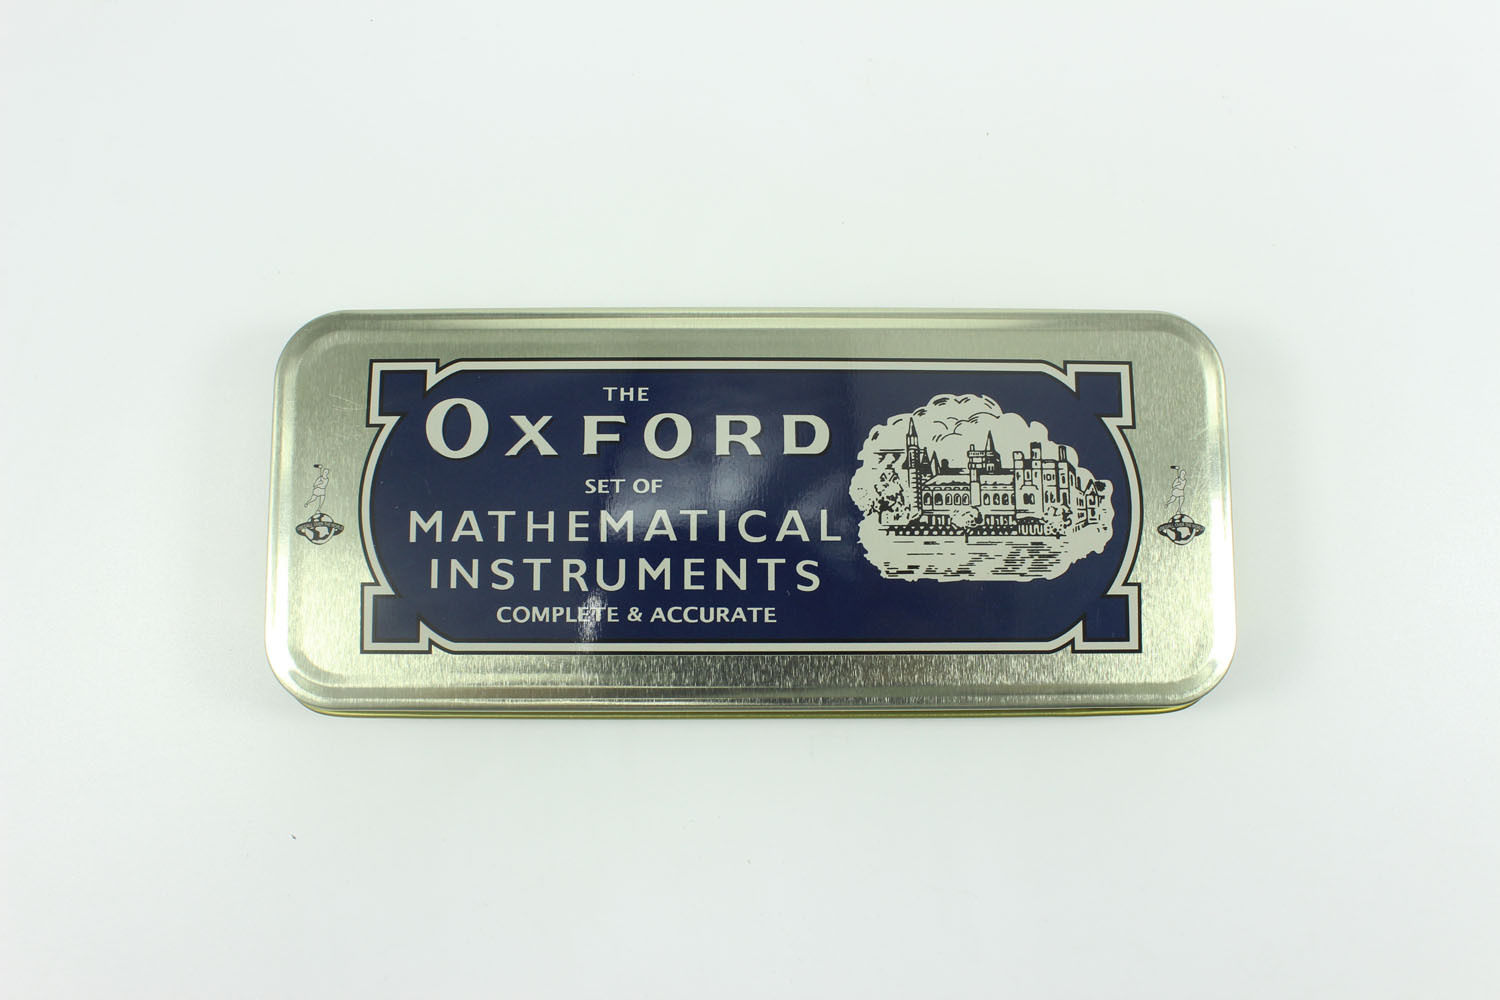 THE
OXFORD
SET OF
MATHEMATICAL
INSTRUMENTS
COMPLETE & ACCURATE